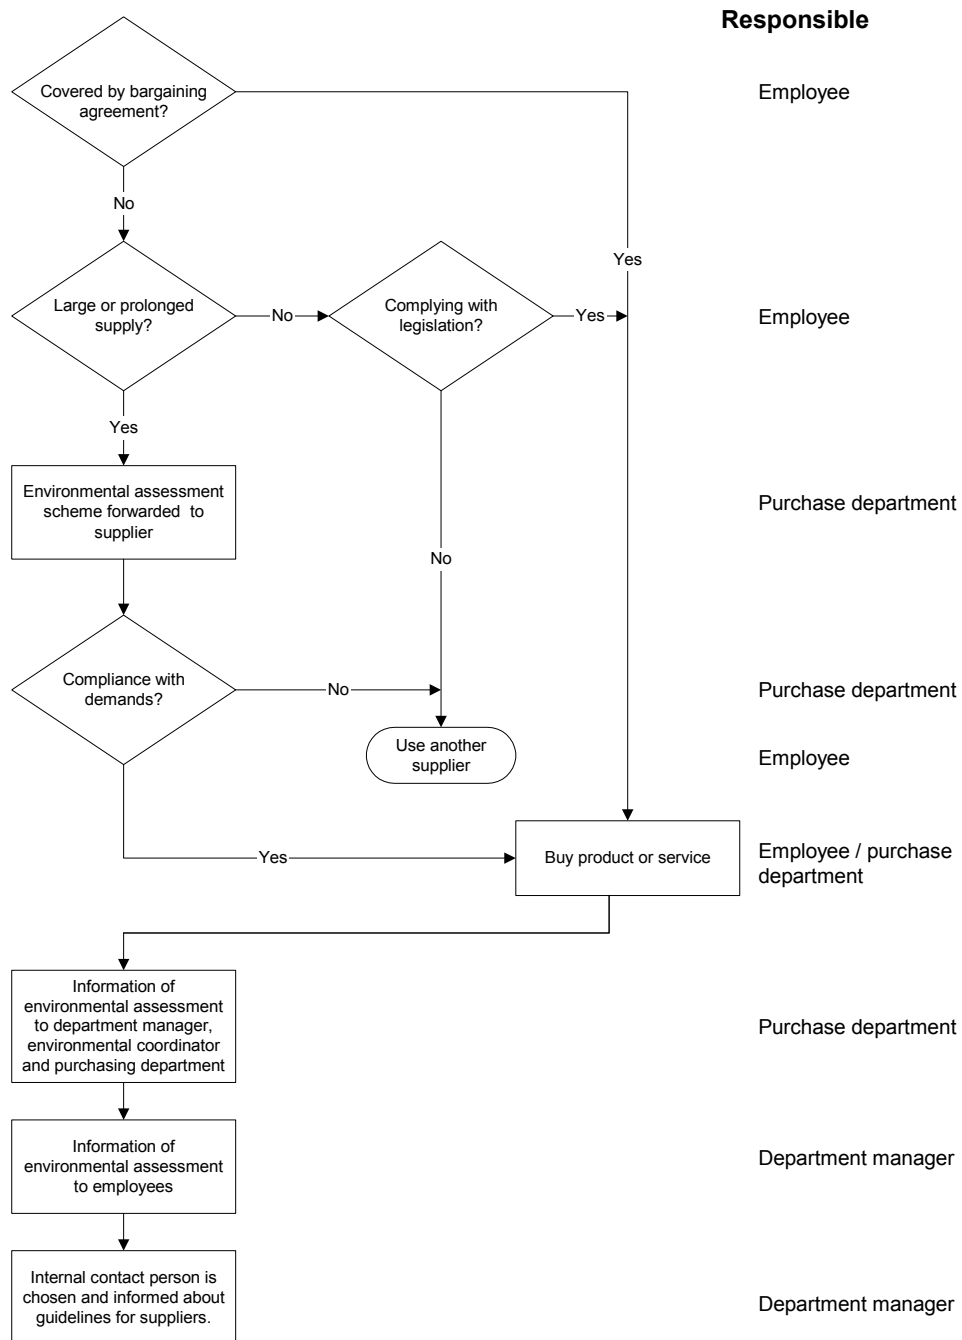 Responsible
Covered by bargaining
agreement?
Employee
No
Yes
Large or prolonged
supply?
No
Complying with
legislation?
Yes
Employee
Yes
Environmental assessment
scheme forwarded to
supplier
Purchase department
No
Compliance with
demands?
No
Purchase department
Use another
supplier
Employee
Yes
Buy product or service
Employee / purchase
department
Information of
environmental assessment
to department manager,
environmental coordinator
and purchasing department
Purchase department
Information of
environmental assessment
to employees
Department manager
Internal contact person is
chosen and informed about
guidelines for suppliers.
Department manager